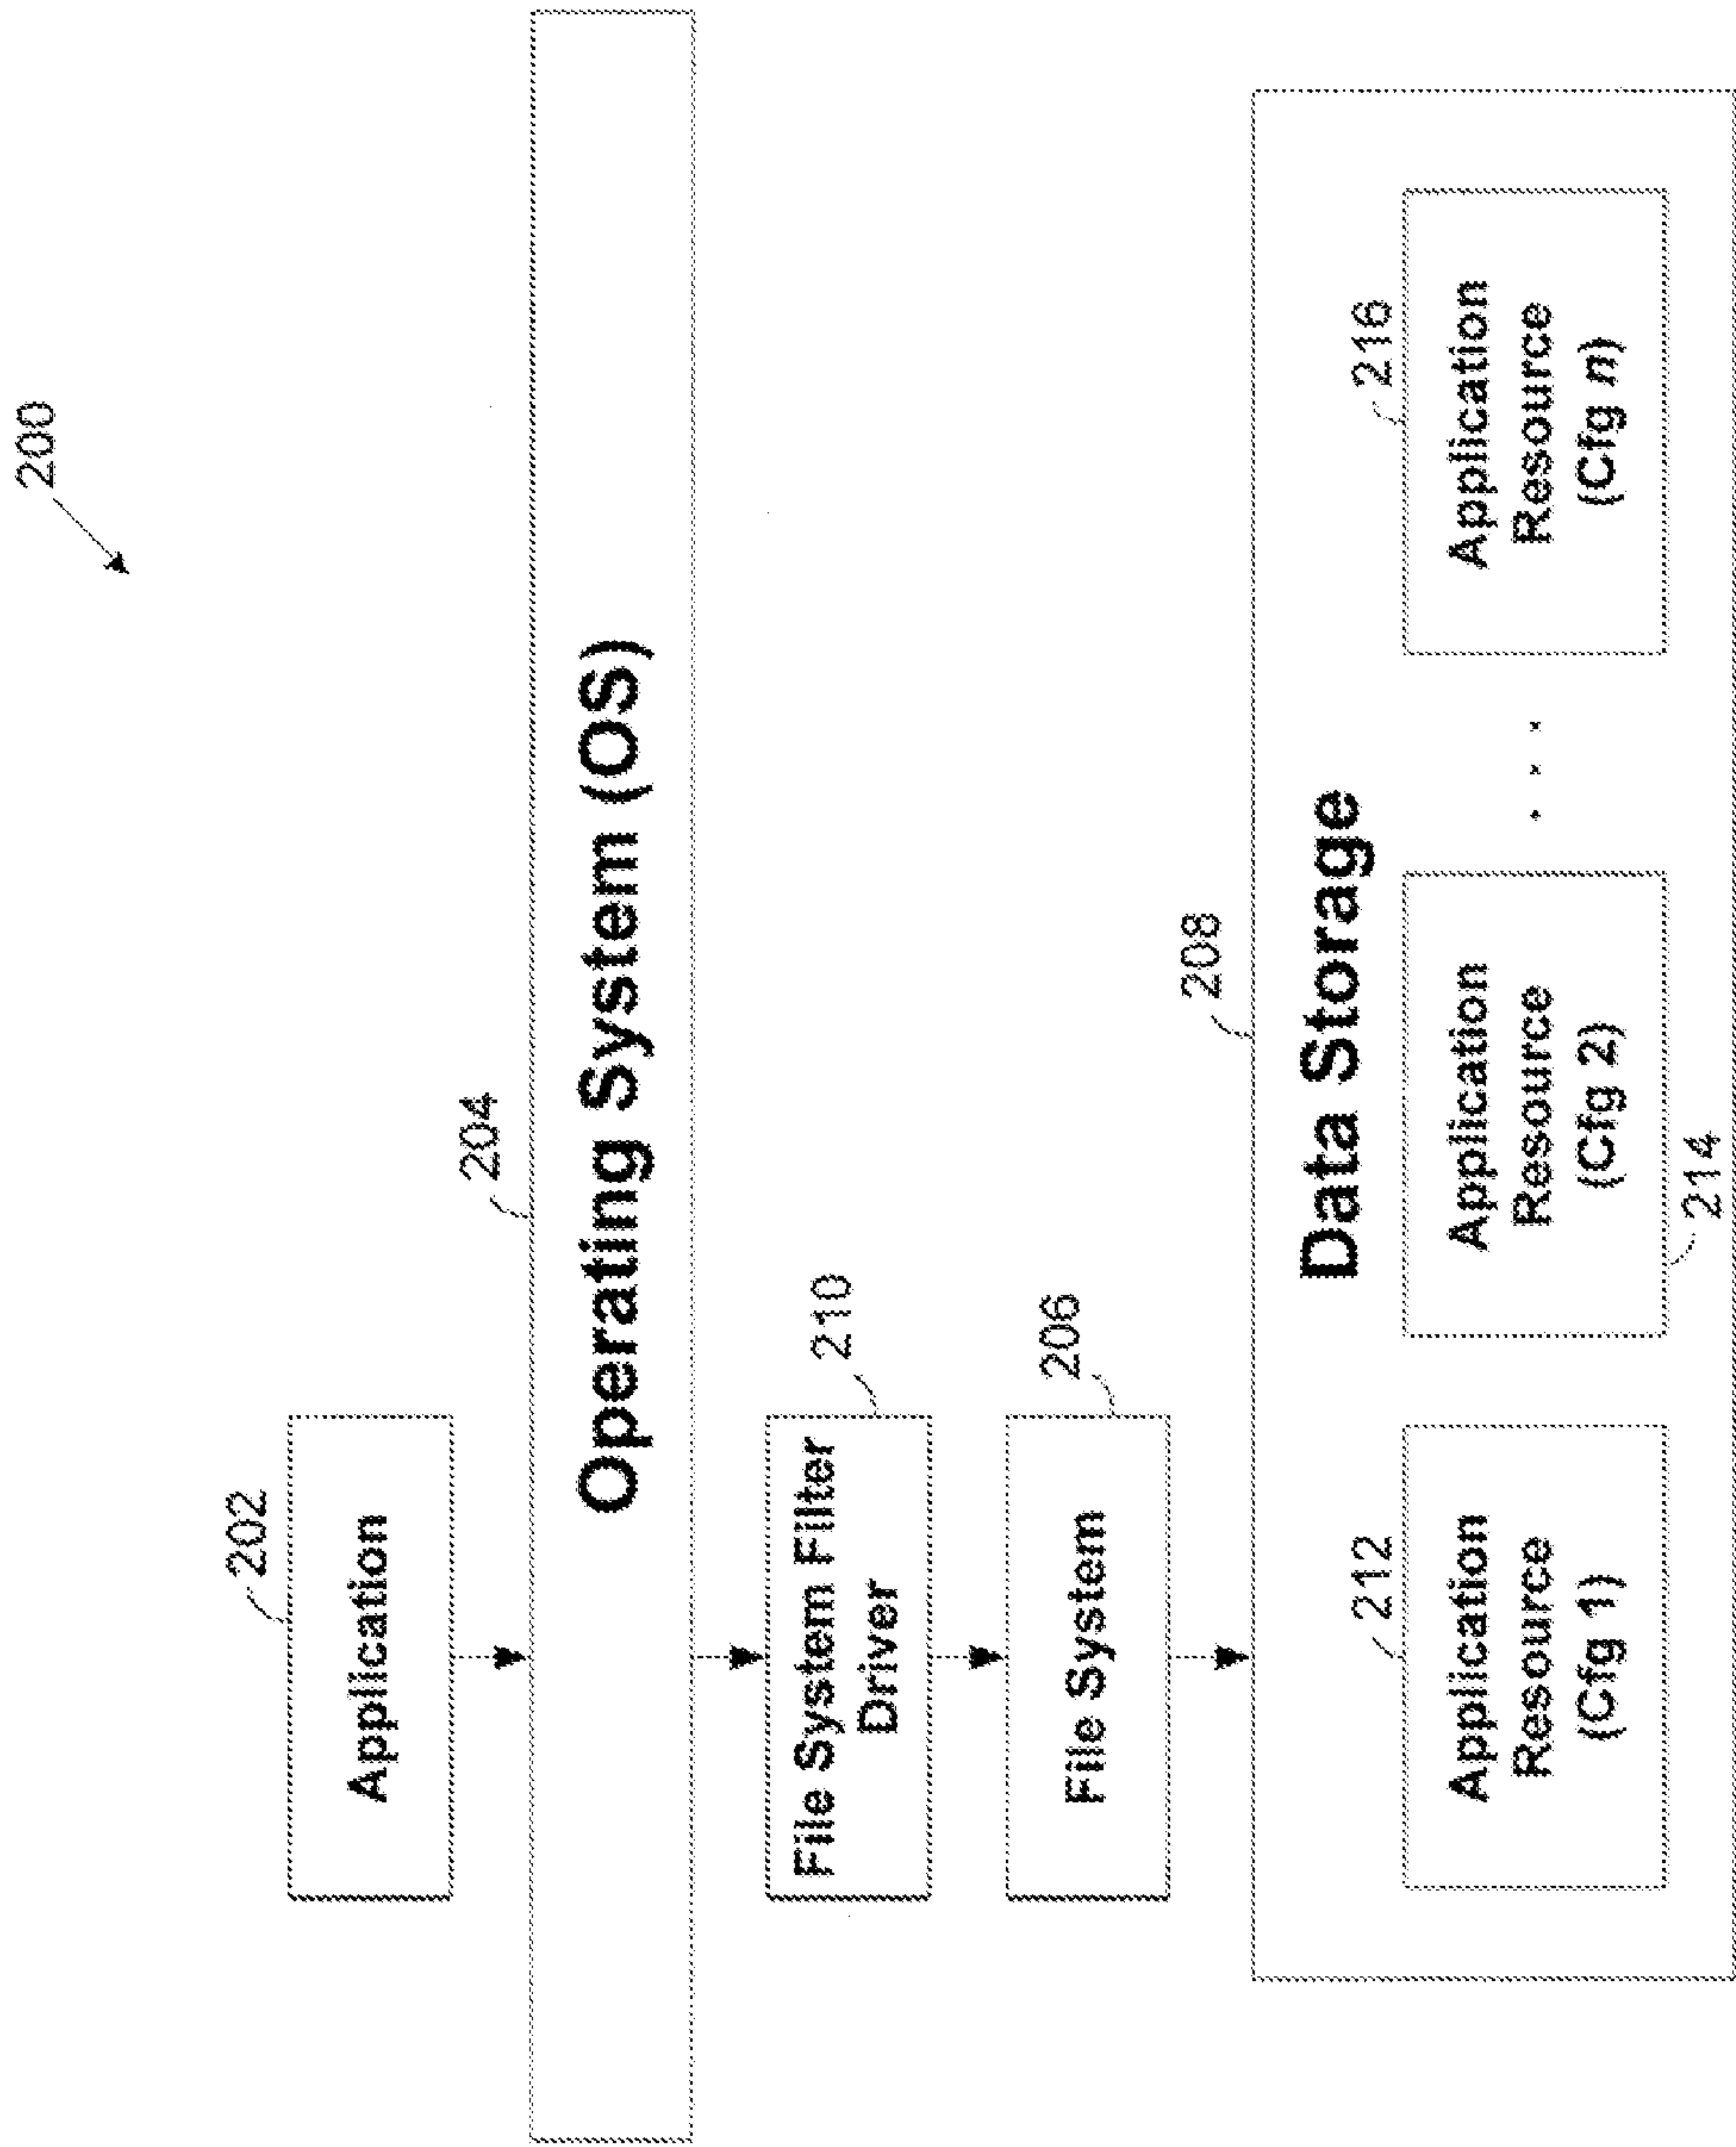 200
202
Application
204
Operating System (OS)
210
File System Filter
Driver
206
File System
208
Data Storage
212
Application
Resource
(Cfg 1)
Application
Resource
(Cfg 2)
214
. . .
216
Application
Resource
(Cfg n)